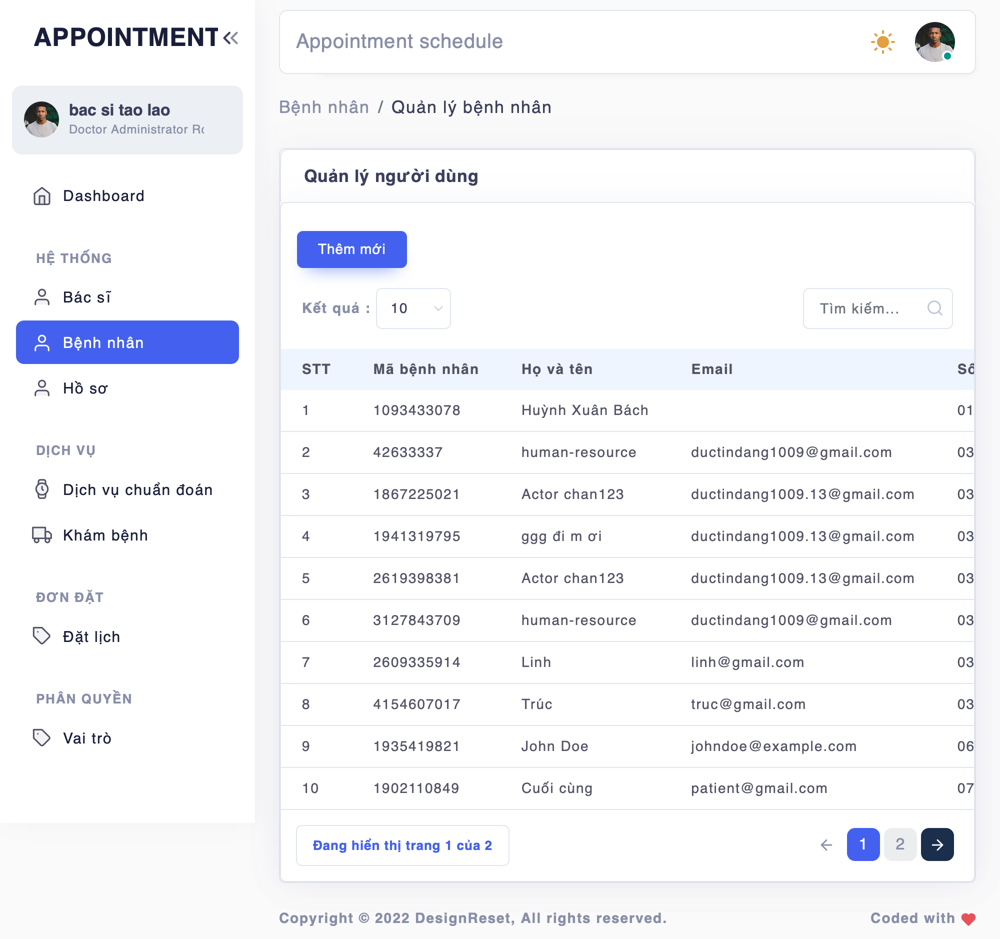 APPOINTMENT
bac si tao lao
Doctor Administrator
Dashboard
HỆ THỐNG
Bác sĩ
Bệnh nhân
Hồ sơ
DỊCH VỤ
Dịch vụ chuẩn đoán
Khám bệnh
ĐƠN ĐẶT
Đặt lịch
PHÂN QUYỀN
Vai trò
Appointment schedule
Bệnh nhân / Quản lý bệnh nhân
Quản lý người dùng
Thêm mới
Kết quả : 10
Tìm kiếm...
STT Mã bệnh nhân Họ và tên Email Số
1 1093433078 Huỳnh Xuân Bách 01
2 42633337 human-resource ductindang1009@gmail.com 03
3 1867225021 Actor chan123 ductindang1009.13@gmail.com 03
4 1941319795 ggg đi m ơi ductindang1009.13@gmail.com 03
5 2619398381 Actor chan123 ductindang1009.13@gmail.com 03
6 3127843709 human-resource ductindang1009@gmail.com 03
7 2609335914 Linh linh@gmail.com 03
8 4154607017 Trúc truc@gmail.com 03
9 1935419821 John Doe johndoe@example.com 06
10 1902110849 Cuối cùng patient@gmail.com 07
Đang hiển thị trang 1 của 2
1 2
Copyright © 2022 DesignReset, All rights reserved.
Coded with